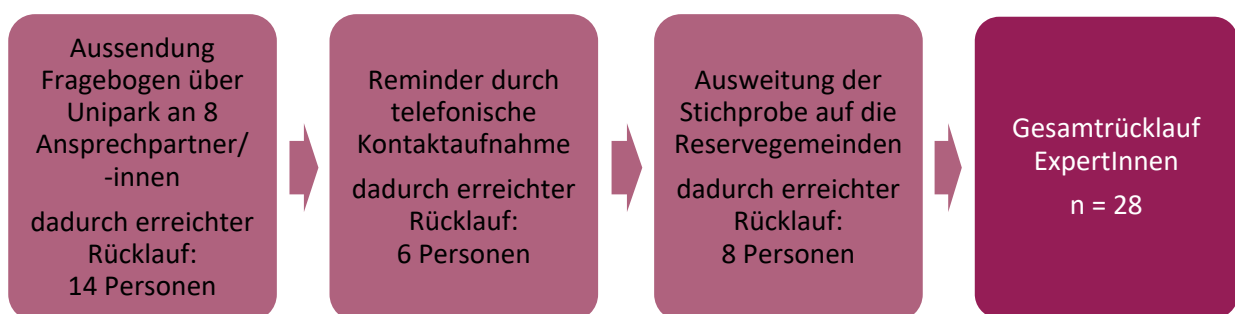 Aussendung
Fragebogen über
Unipark an 8
Ansprechpartner/
-innen
dadurch erreichter
Rücklauf:
14 Personen
Reminder durch
telefonische
Kontaktaufnahme
dadurch erreichter
Rücklauf:
6 Personen
Ausweitung der
Stichprobe auf die
Reservegemeinden
dadurch erreichter
Rücklauf:
8 Personen
Gesamtrücklauf
ExpertInnen
n = 28